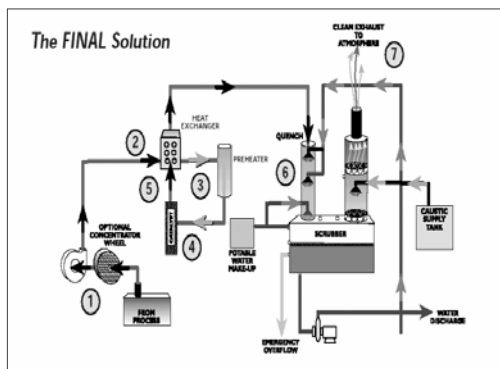 The FINAL Solution
CLEAN EXHAUST
TO
ATMOSPHERE
7
HEAT
EXCHANGER
QUENCH
2
PREHEATER
6
5
3
CATALYST
4
OPTIONAL
CONCENTRATOR
WHEEL
POTABLE
WATER
MAKE-UP
CAUSTIC
SUPPLY
TANK
SCRUBBER
1
FROM
PROCESS
WATER
DISCHARGE
EMERGENCY
OVERFLOW